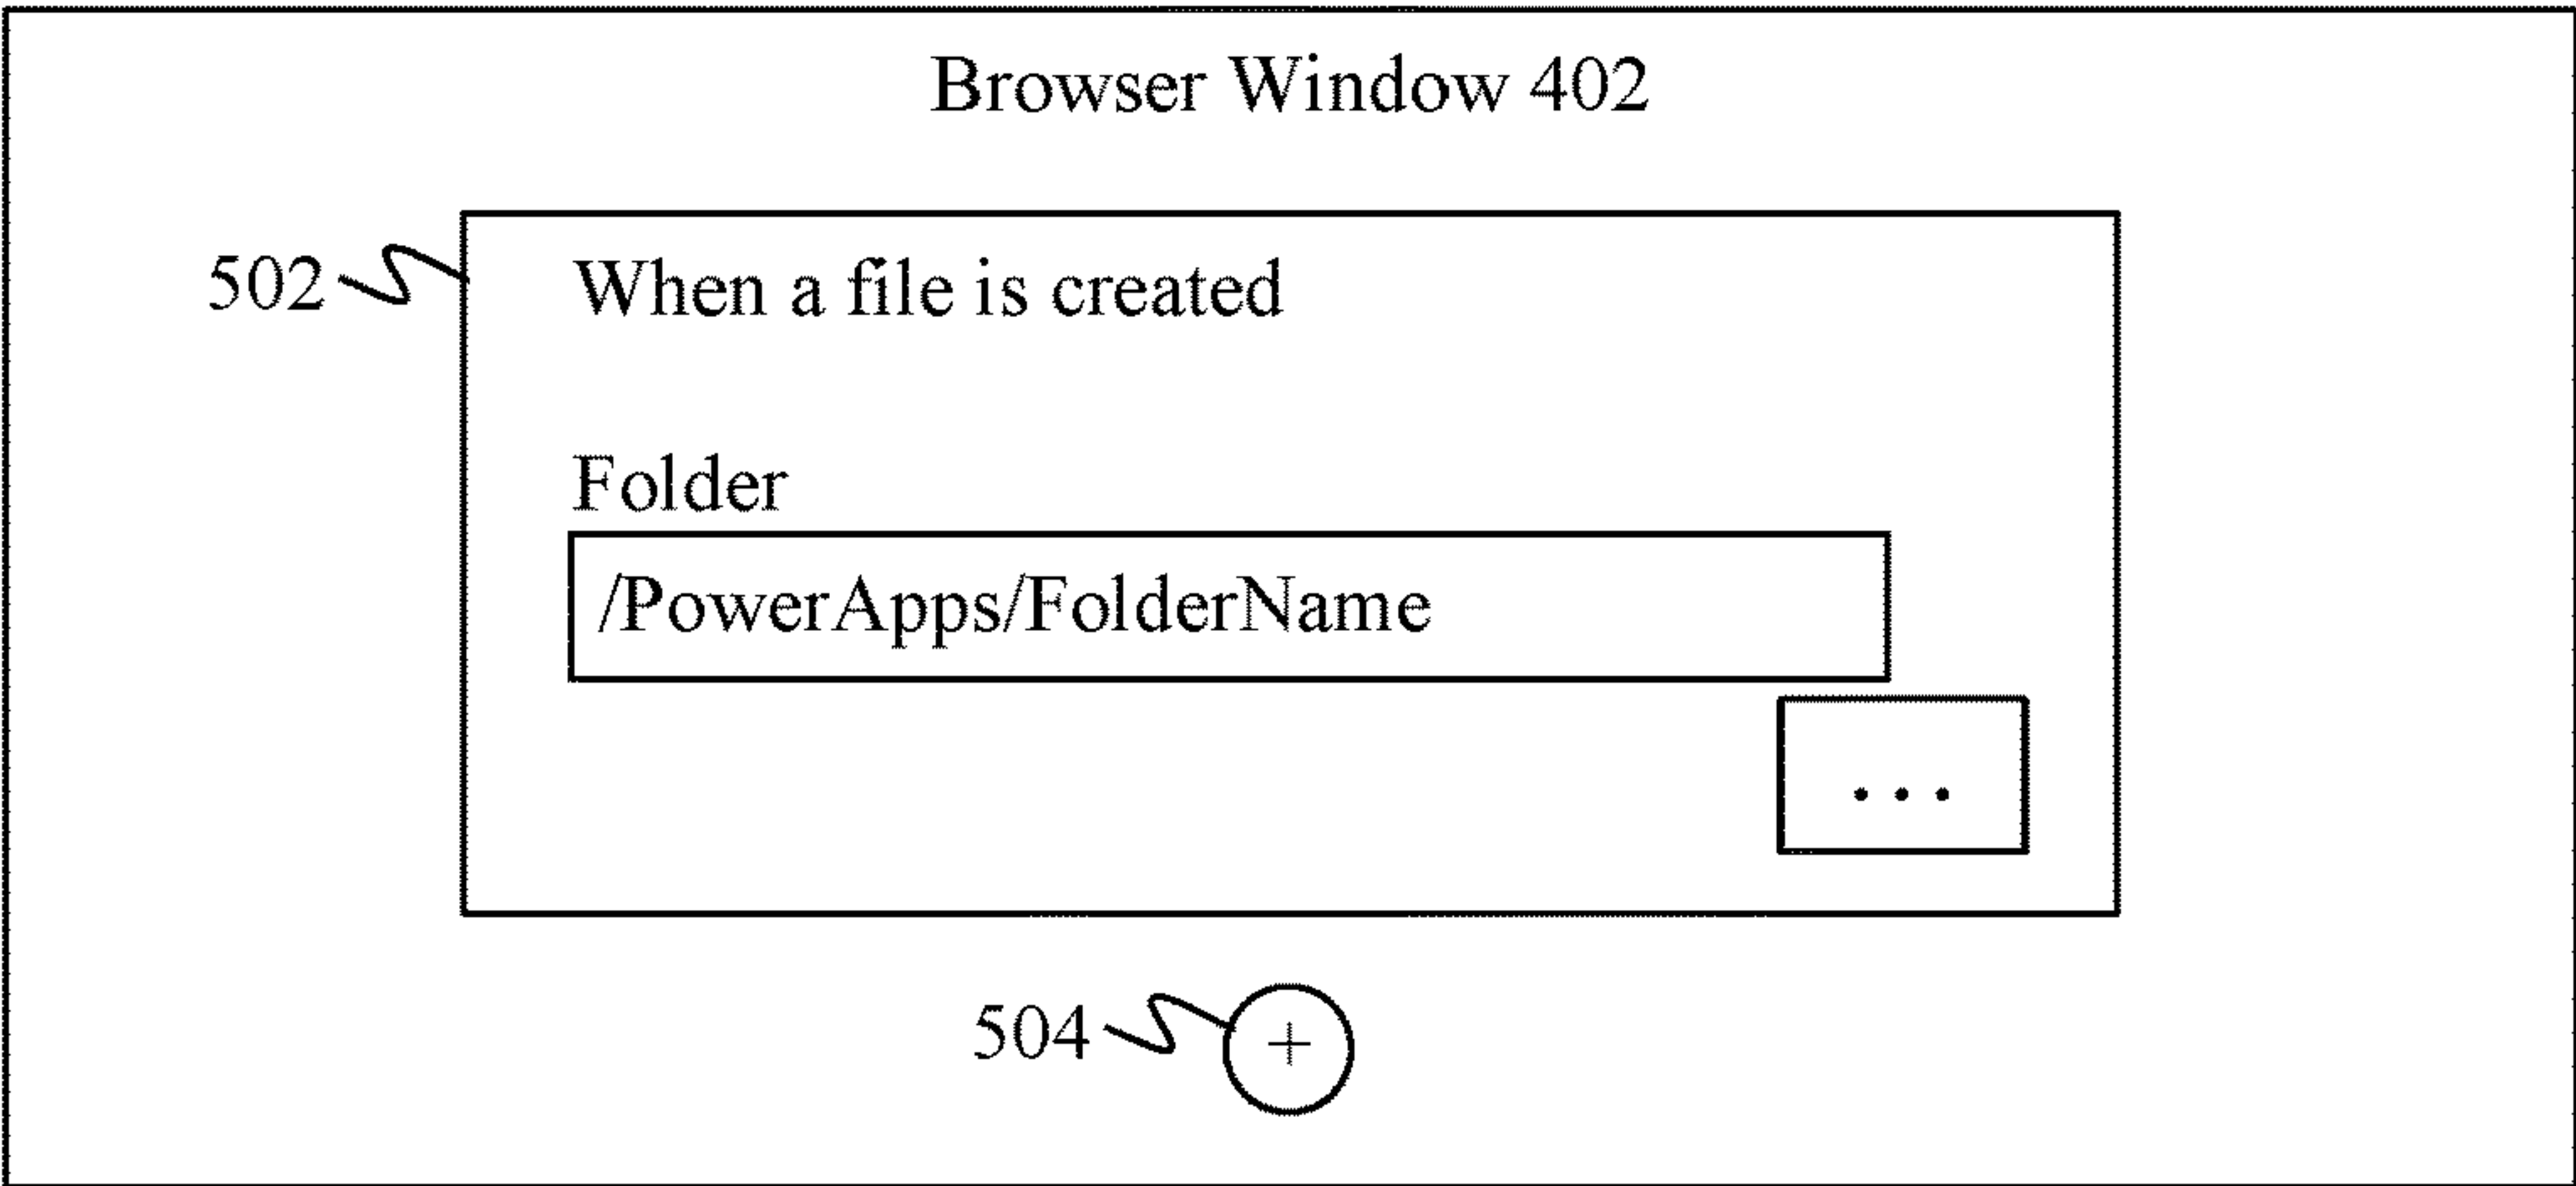 Browser Window 402
502
When a file is created
Folder
/PowerApps/FolderName
...
504
+